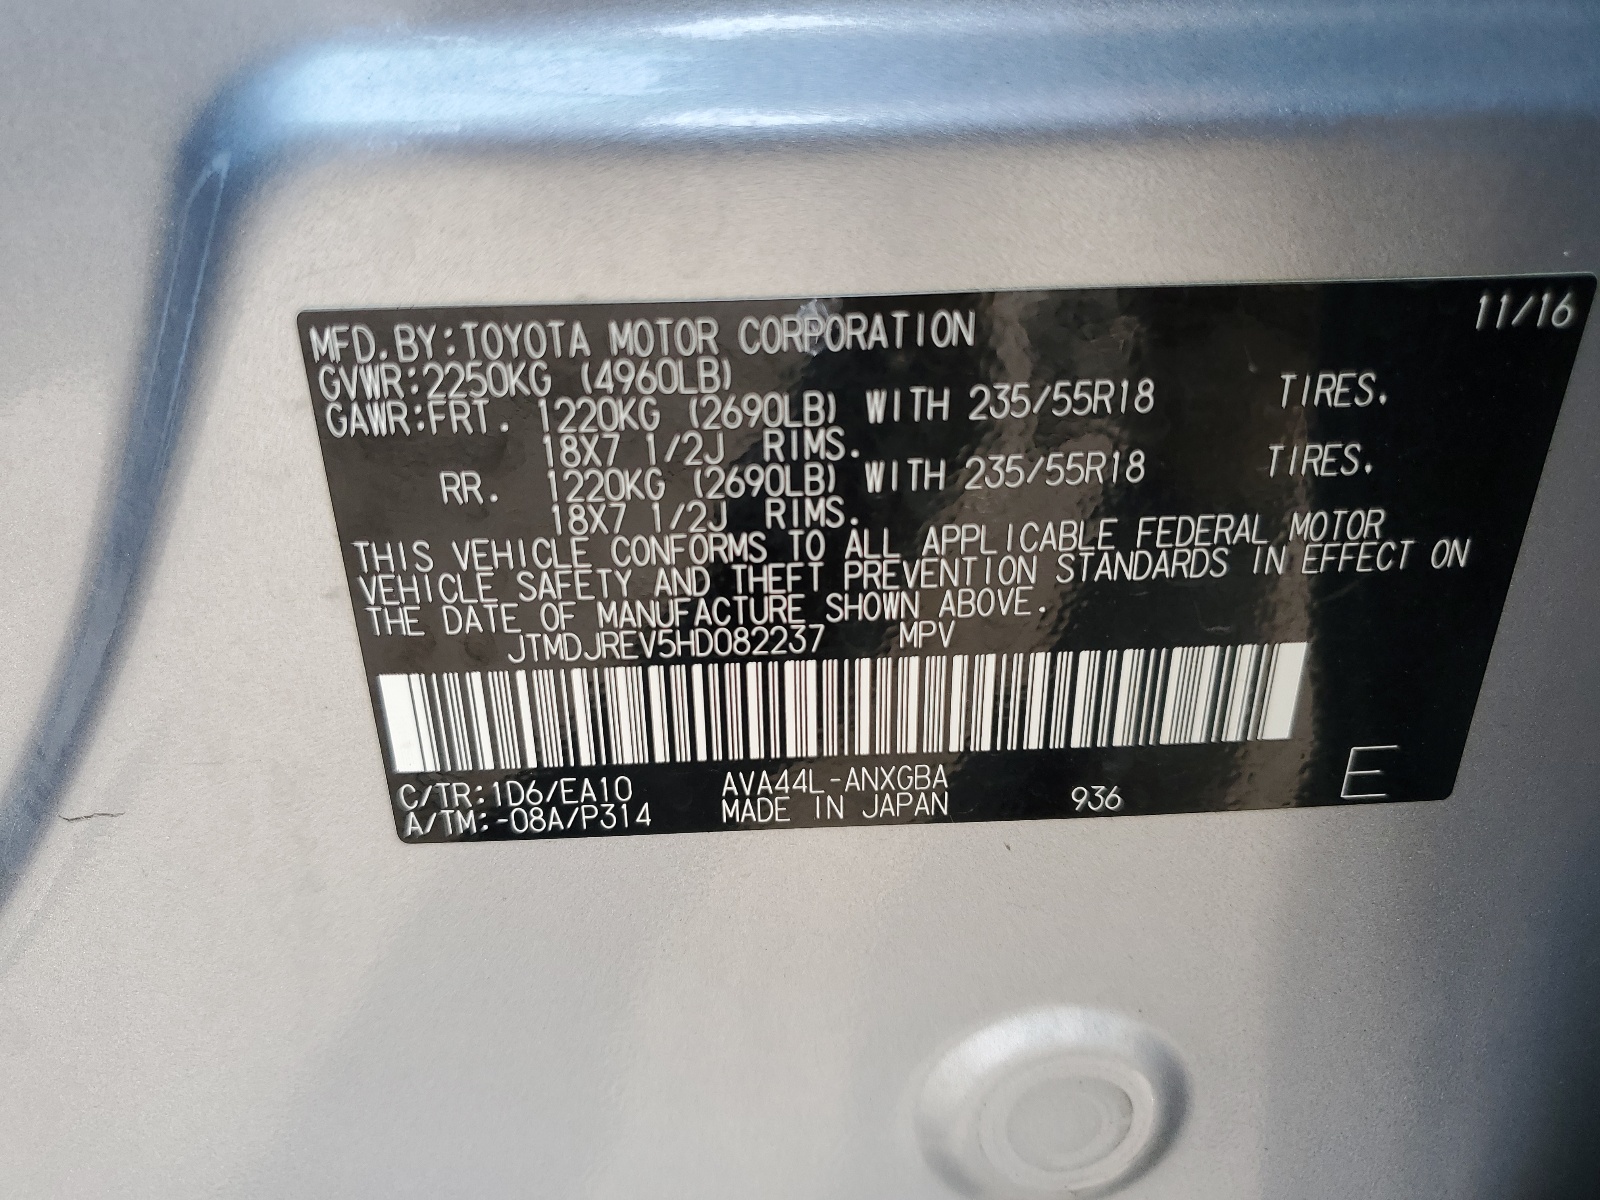 11/16
MFD. BY: TOYOTA MOTOR CORPORATION
GVWR: 2250KG (4960LB)
GAWR: FRT. 1220KG (2690LB) WITH 235/55R18 TIRES.
18X7 1/2J RIMS.
RR. 1220KG (2690LB) WITH 235/55R18 TIRES.
18X7 1/2J RIMS.
THIS VEHICLE CONFORMS TO ALL APPLICABLE FEDERAL MOTOR
VEHICLE SAFETY AND THEFT PREVENTION STANDARDS IN EFFECT ON
THE DATE OF MANUFACTURE SHOWN ABOVE.
JTMDJREV5HD082237 MPV
C/TR: 1D6/EA10 AVA44L-ANXGBA
A/TM: -08A/P314 MADE IN JAPAN 936 E